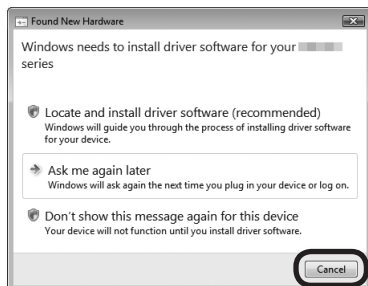 Found New Hardware
Windows needs to install driver software for your
series
Locate and install driver software (recommended)
Windows will guide you through the process of installing driver software
for your device.
Ask me again later
Windows will ask again the next time you plug in your device or log on.
Don't show this message again for this device
Your device will not function until you install driver software.
Cancel